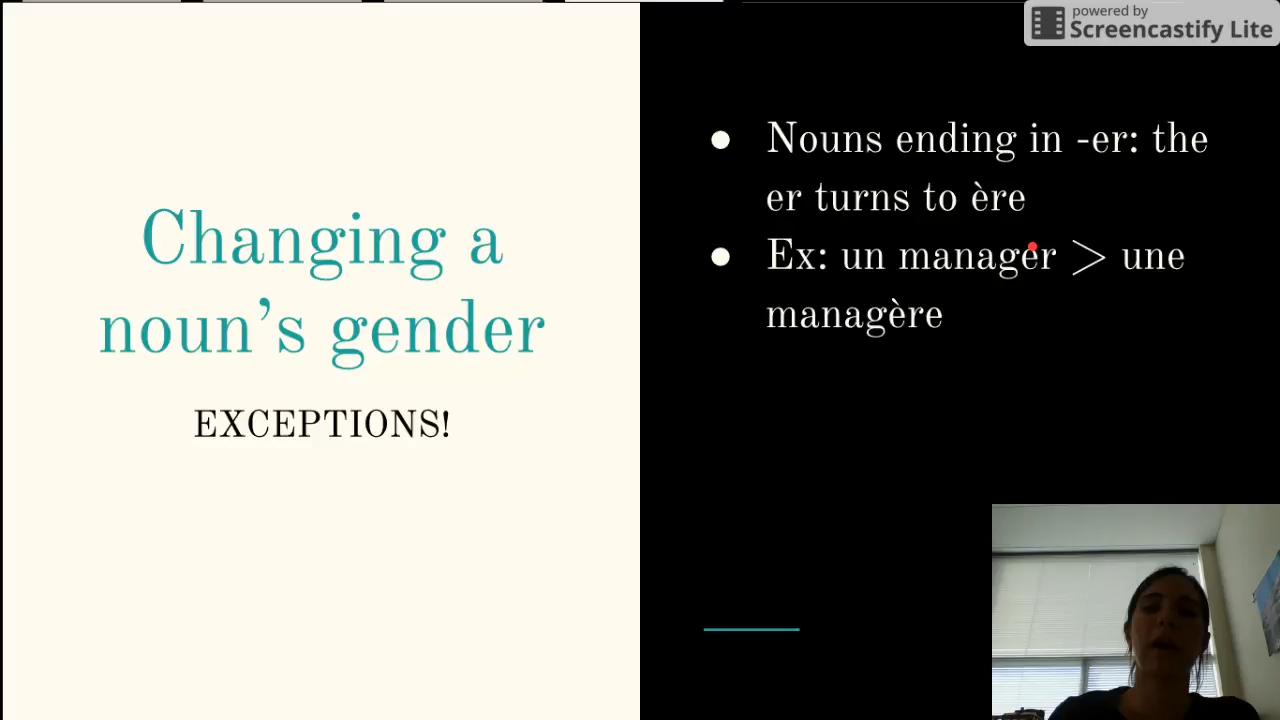 powered by
Screencastify Lite
Changing a
noun's gender
EXCEPTIONS!
● Nouns ending in -er: the
er turns to ère
● Ex: un manager > une
managère